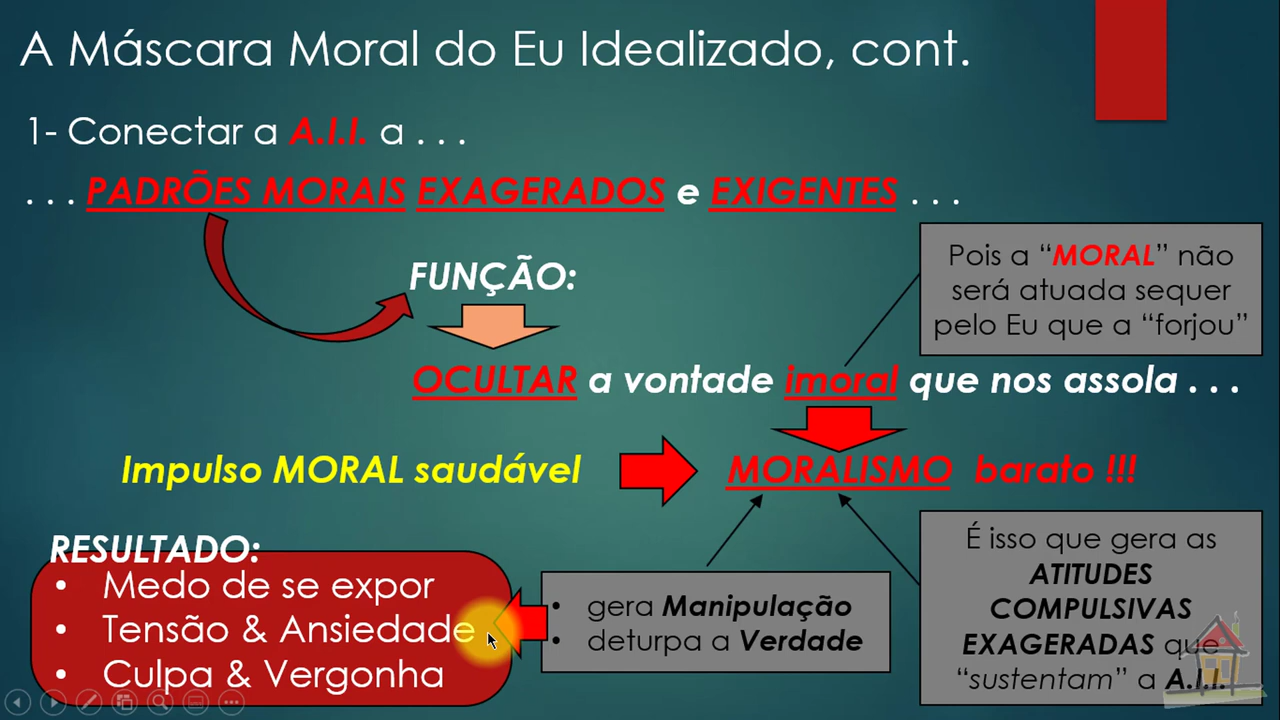 A Máscara Moral do Eu Idealizado, cont.
1- Conectar a A.I.I. a . . .
. . . PADRÕES MORAIS EXAGERADOS e EXIGENTES . . .
FUNÇÃO:
Pois a “MORAL” não
será atuada sequer
pelo Eu que a “forjou”
OCULTAR a vontade imoral que nos assola . . .
Impulso MORAL saudável
MORALISMO barato !!!
RESULTADO:
• Medo de se expor
• Tensão & Ansiedade
• Culpa & Vergonha
• gera Manipulação
• deturpa a Verdade
É isso que gera as
ATITUDES
COMPULSIVAS
EXAGERADAS que
“sustentam” a A.I.I.